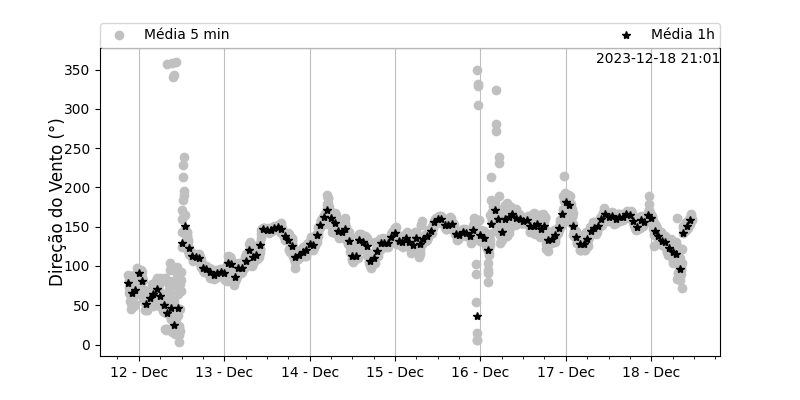 Média 5 min
Média 1h
2023-12-18 21:01
Direção do Vento (°)
350
300
250
200
150
100
50
0
12 - Dec
13 - Dec
14 - Dec
15 - Dec
16 - Dec
17 - Dec
18 - Dec